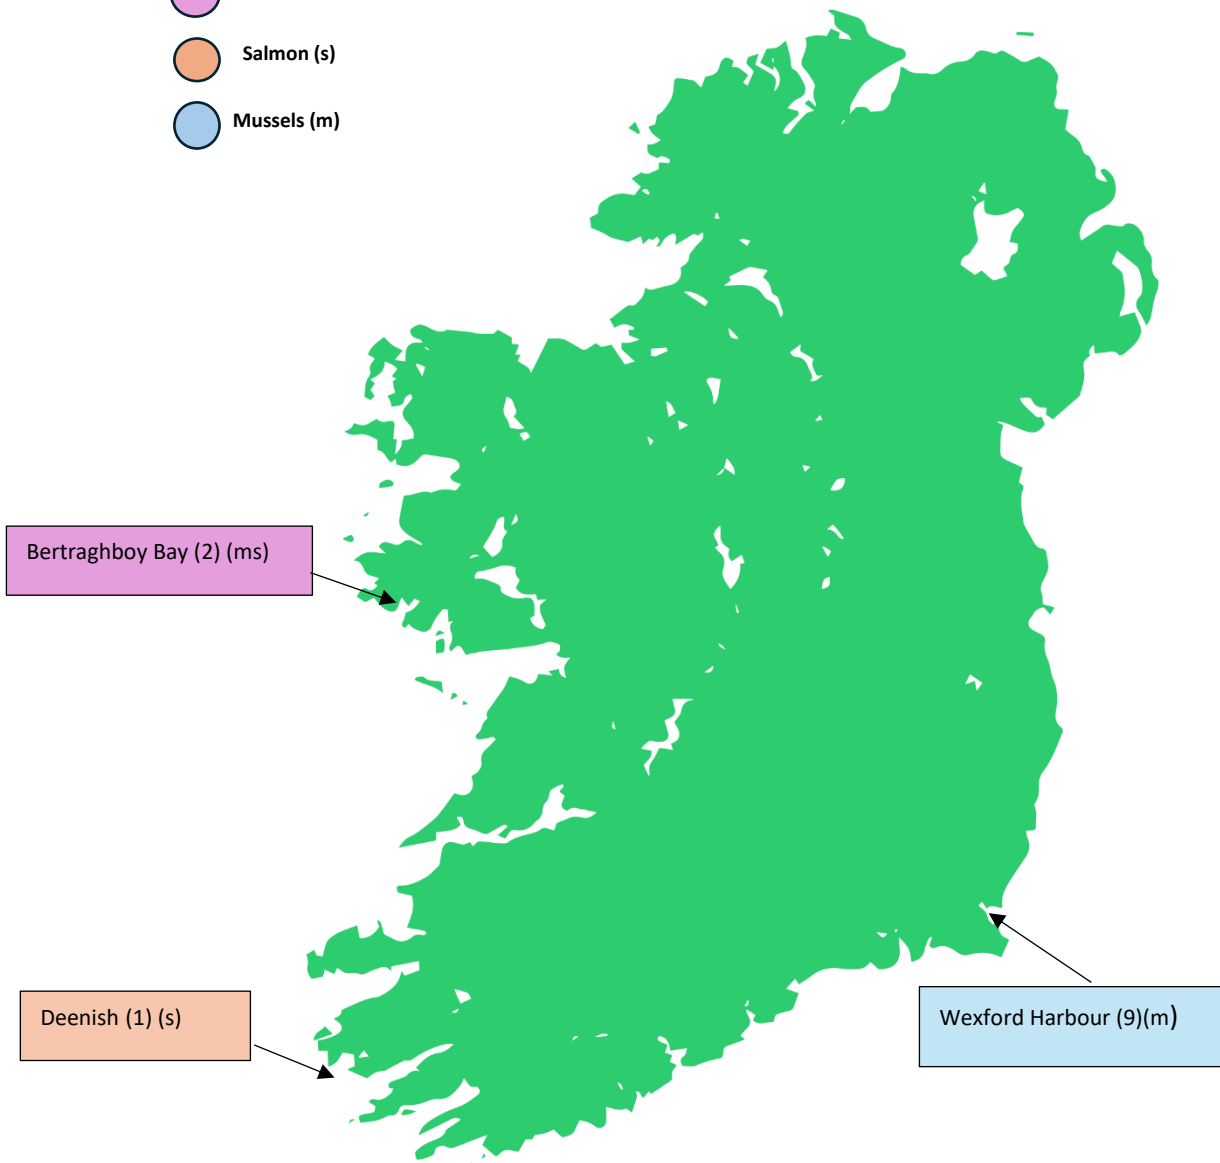 Salmon (s)
Mussels (m)
Bertraghboy Bay (2) (ms)
Deenish (1) (s)
Wexford Harbour (9)(m)